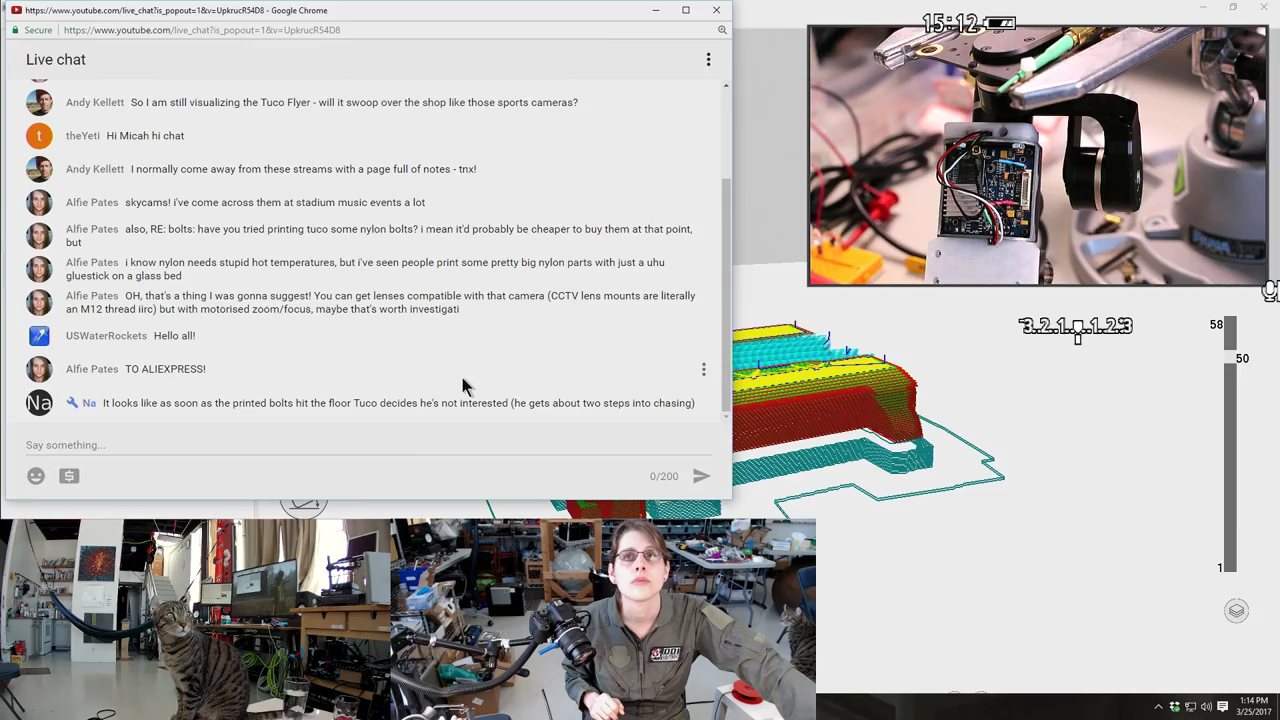 https://www.youtube.com/live_chat?is_popout=1&v=UpkrucR54D8 - Google Chrome
Secure https://www.youtube.com/live_chat?is_popout=1&v=UpkrucR54D8
Live chat
Andy Kellett So I am still visualizing the Tuco Flyer - will it swoop over the shop like those sports cameras?
t theYeti Hi Micah hi chat
Andy Kellett I normally come away from these streams with a page full of notes - tnx!
Alfie Pates skycams! i've come across them at stadium music events a lot
Alfie Pates also, RE: bolts: have you tried printing tuco some nylon bolts? i mean it'd probably be cheaper to buy them at that point,
but
Alfie Pates i know nylon needs stupid hot temperatures, but i've seen people print some pretty big nylon parts with just a uhu
gluestick on a glass bed
Alfie Pates OH, that's a thing I was gonna suggest! You can get lenses compatible with that camera (CCTV lens mounts are literally
an M12 thread iirc) but with motorised zoom/focus, maybe that's worth investigati
USWaterRockets Hello all!
Alfie Pates TO ALIEXPRESS!
Na Na It looks like as soon as the printed bolts hit the floor Tuco decides he's not interested (he gets about two steps into chasing)
Say something...
0/200
15:12
3.2.1.0.1.2.3
58
50
1
1:14 PM
3/25/2017